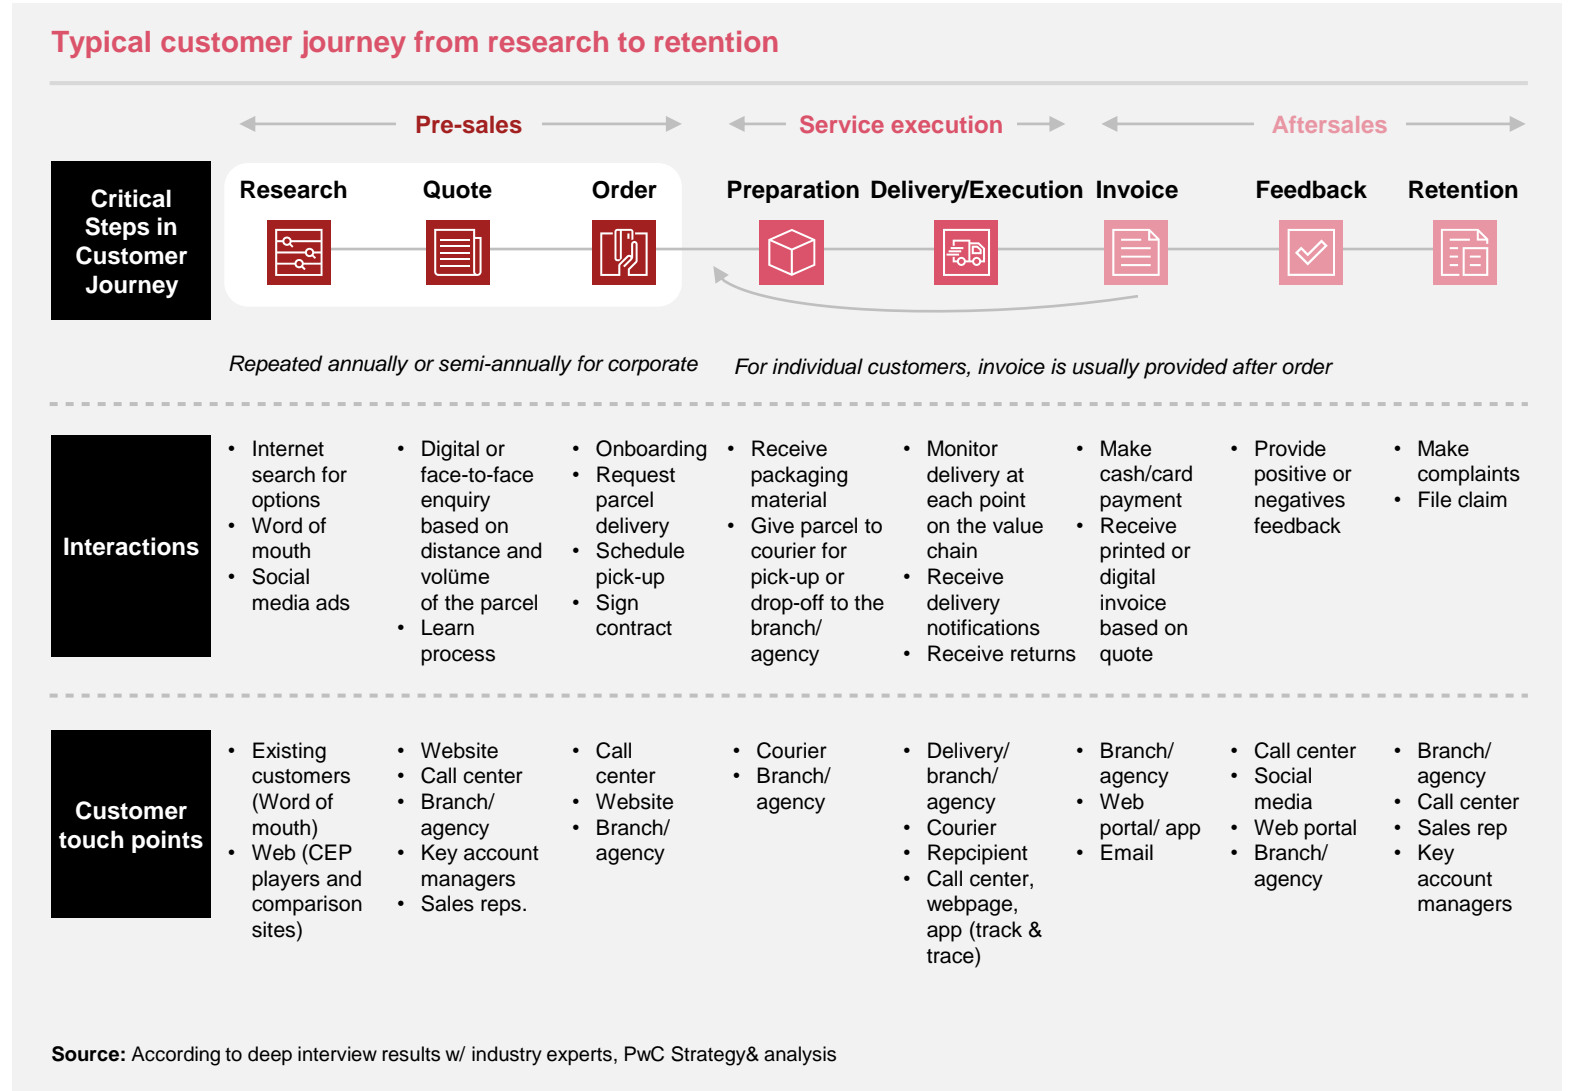 Typical customer journey from research to retention
Pre-sales
Service execution
Aftersales
Critical
Steps in
Customer
Journey
Research
Quote
Order
Preparation
Delivery/Execution
Invoice
Feedback
Retention
Repeated annually or semi-annually for corporate
For individual customers, invoice is usually provided after order
Interactions
• Internet
search for
options
• Word of
mouth
• Social
media ads
• Digital or
face-to-face
enquiry
based on
distance and
volüme
of the parcel
• Learn
process
• Onboarding
• Request
parcel
delivery
• Schedule
pick-up
• Sign
contract
• Receive
packaging
material
• Give parcel to
courier for
pick-up or
drop-off to the
branch/
agency
• Monitor
delivery at
each point
on the value
chain
• Receive
delivery
notifications
• Receive returns
• Make
cash/card
payment
• Receive
printed or
digital
invoice
based on
quote
• Provide
positive or
negatives
feedback
• Make
complaints
• File claim
Customer
touch points
• Existing
customers
(Word of
mouth)
• Web (CEP
players and
comparison
sites)
• Website
• Call center
• Branch/
agency
• Key account
managers
• Sales reps.
• Call
center
• Website
• Branch/
agency
• Courier
• Branch/
agency
• Delivery/
branch/
agency
• Courier
• Repcipient
• Call center,
webpage,
app (track &
trace)
• Branch/
agency
• Web
portal/ app
• Email
• Call center
• Social
media
• Web portal
• Branch/
agency
• Branch/
agency
• Call center
• Sales rep
• Key
account
managers
Source: According to deep interview results w/ industry experts, PwC Strategy& analysis